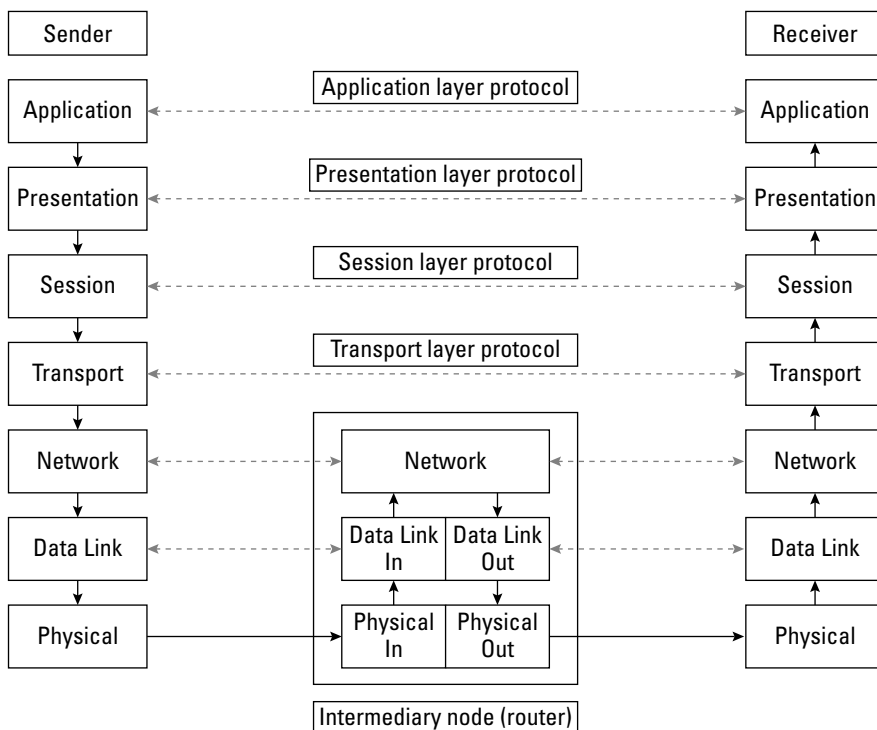 Sender
Receiver
Application
Application layer protocol
Application
Presentation
Presentation layer protocol
Presentation
Session
Session layer protocol
Session
Transport
Transport layer protocol
Transport
Network
Network
Network
Data Link
Data Link
In
Data Link
Out
Data Link
Physical
Physical
In
Physical
Out
Physical
Intermediary node (router)